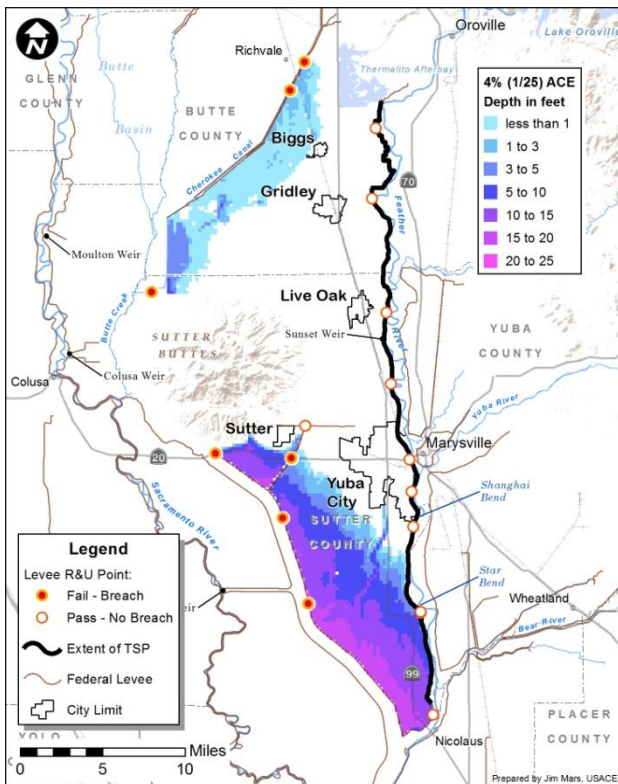 N
Oroville
Lake Oroville
Richvale
Thermalito Afterbay
GLENN
COUNTY
Butte
Basin
BUTTE
COUNTY
4% (1/25) ACE
Depth in feet
less than 1
1 to 3
3 to 5
5 to 10
10 to 15
15 to 20
20 to 25
Biggs
Cherokee Canal
Gridley
70
Feather
River
Moulton Weir
Live Oak
Sunset Weir
Butte Creek
SUTTER
BUTTES
YUBA
COUNTY
Colusa Weir
Colusa
Yuba River
Sutter
Marysville
20
Yuba
City
Shanghai
Bend
Sacramento River
SUTTER
COUNTY
Star
Bend
Wheatland
Bear River
99
Nicolaus
PLACER
COUNTY
YOLO
Legend
Levee R&U Point:
Fail - Breach
Pass - No Breach
Extent of TSP
Federal Levee
City Limit
0 5 10 Miles
Prepared by Jim Mars, USACE